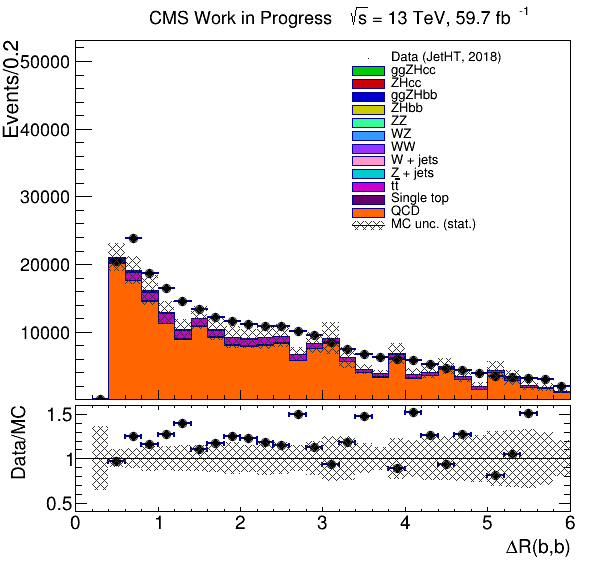 CMS Work in Progress √s = 13 TeV, 59.7 fb -1
Events/0.2
50000
40000
30000
20000
10000
Data (JetHT, 2018)
ggZHcc
ZHcc
ggZHbb
ZHbb
ZZ
WZ
WW
W + jets
Z + jets
tt̅
Single top
QCD
MC unc. (stat.)
Data/MC
1.5
1
0.5
0 1 2 3 4 5 6
ΔR(b,b)